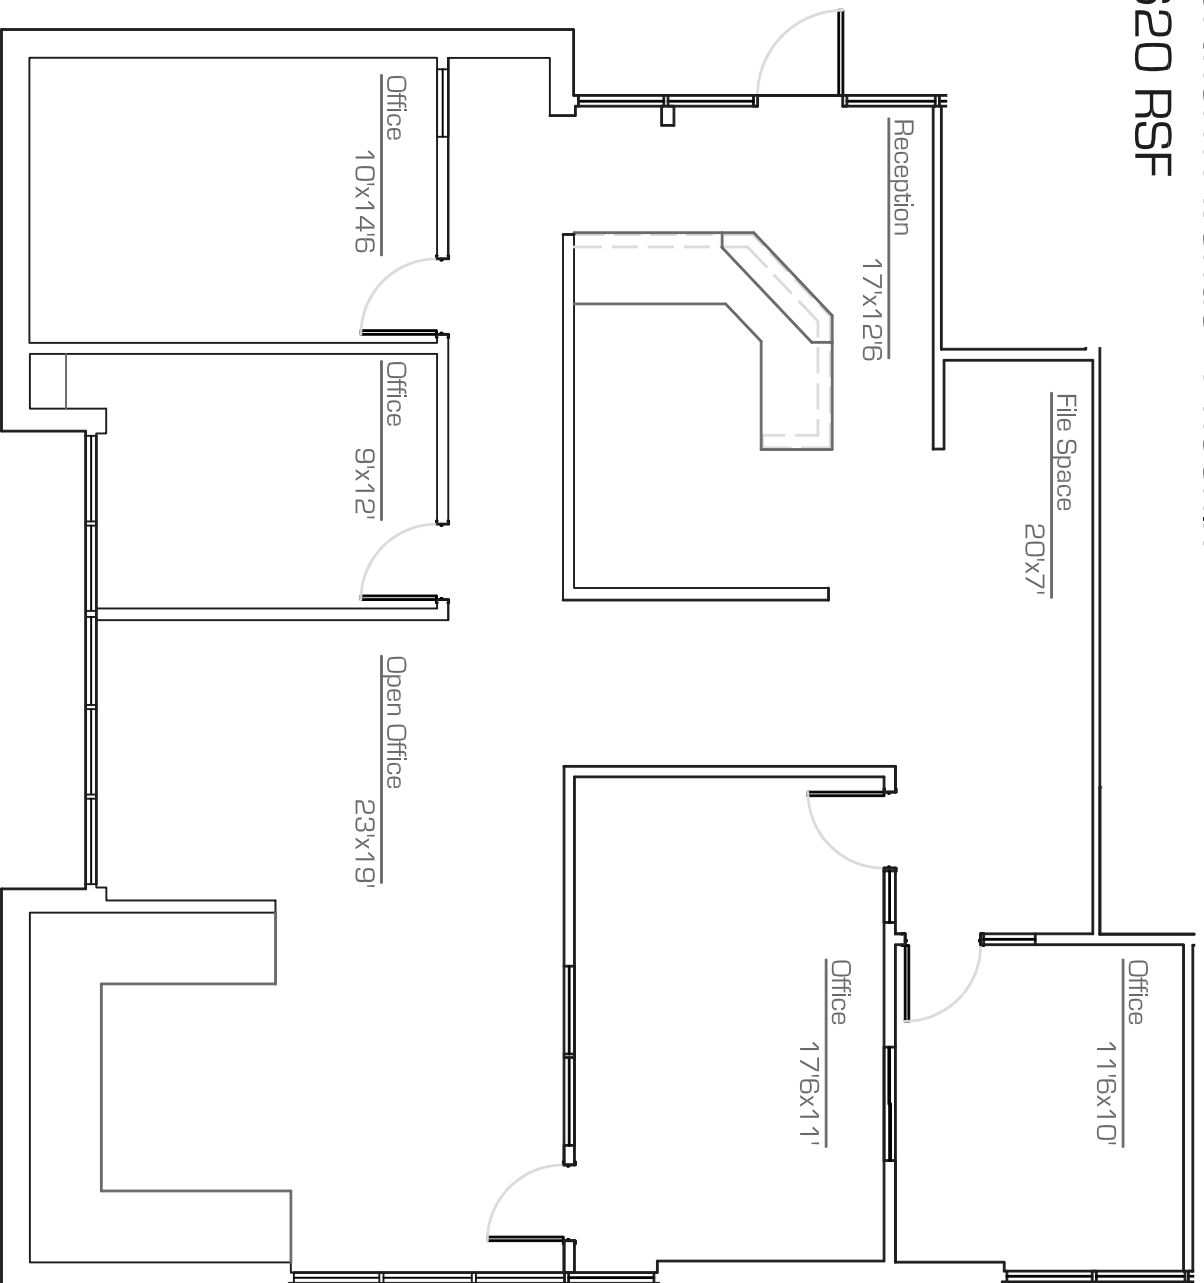 RSF
File Space
20'x7'
Office
11'6x10'
Reception
17'x12'6
Office
17'6x11'
Office
10'x14'6
Office
9'x12'
Open Office
23'x19'